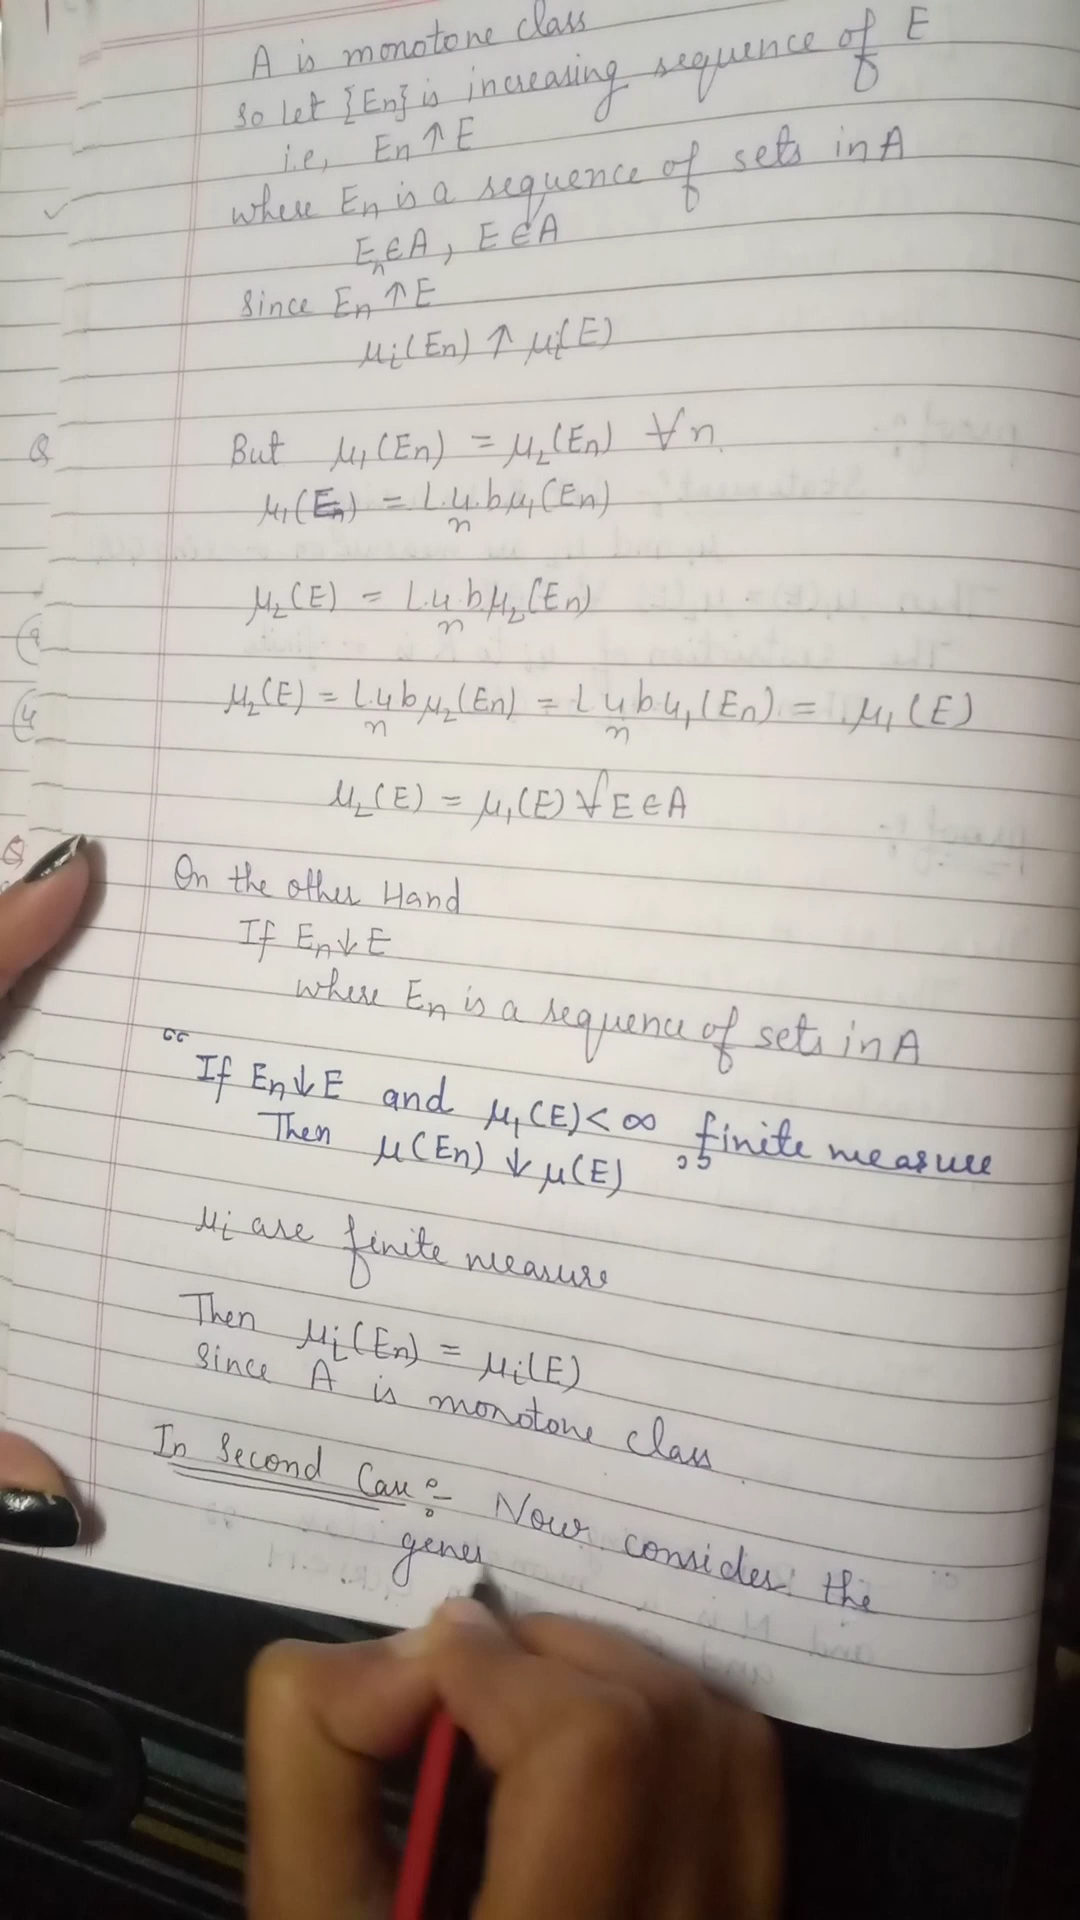 A is monotone class
so let {En} is increasing sequence of E
i.e, En ↑ E
where En is a sequence of sets in A
En ∈ A, E ∈ A
Since En ↑ E
μi(En) ↑ μi(E)
But μ1(En) = μ2(En) ∀ n
μ1(E) = L.u.b μ1(En)
n
μ2(E) = L.u.b. μ2(En)
n
μ2(E) = L.u.b μ2(En) = L u b u1(En) = μ1(E)
n n
μ2(E) = μ1(E) ∀ E ∈ A
On the other Hand
If En ↓ E
where En is a sequence of sets in A
“ If En ↓ E and μ1(E) < ∞ finite measure
Then μ(En) ↓ μ(E) ”
μi are finite measure
Then μi(En) = μi(E)
Since A is monotone class
In Second Case :- Now consider the
gener